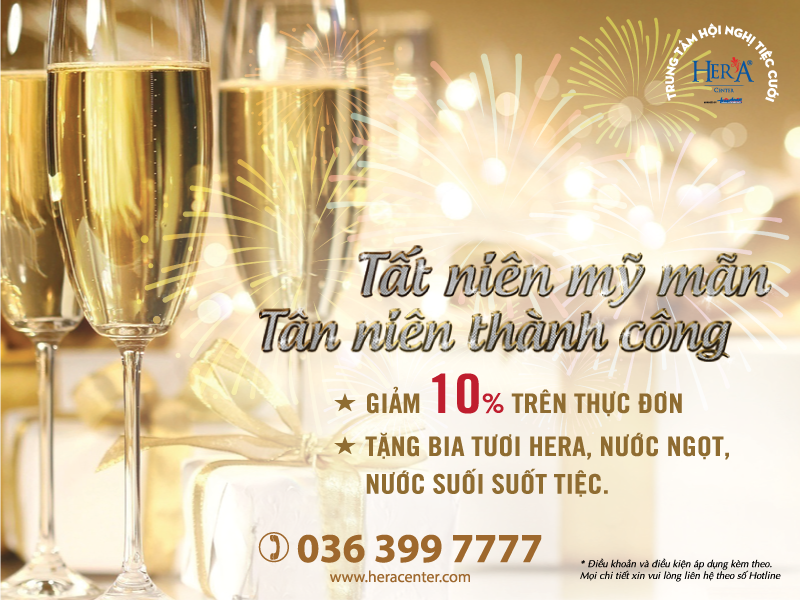 TRUNG TÂM HỘI NGHỊ TIỆC CƯỚI
HERA®
CENTER
Tất niên mỹ mãn
Tân niên thành công
★ GIẢM 10% TRÊN THỰC ĐƠN
★ TẶNG BIA TƯƠI HERA, NƯỚC NGỌT,
NƯỚC SUỐI SUỐT TIỆC.
✆ 036 399 7777
www.heracenter.com
* Điều khoản và điều kiện áp dụng kèm theo.
Mọi chi tiết xin vui lòng liên hệ theo số Hotline